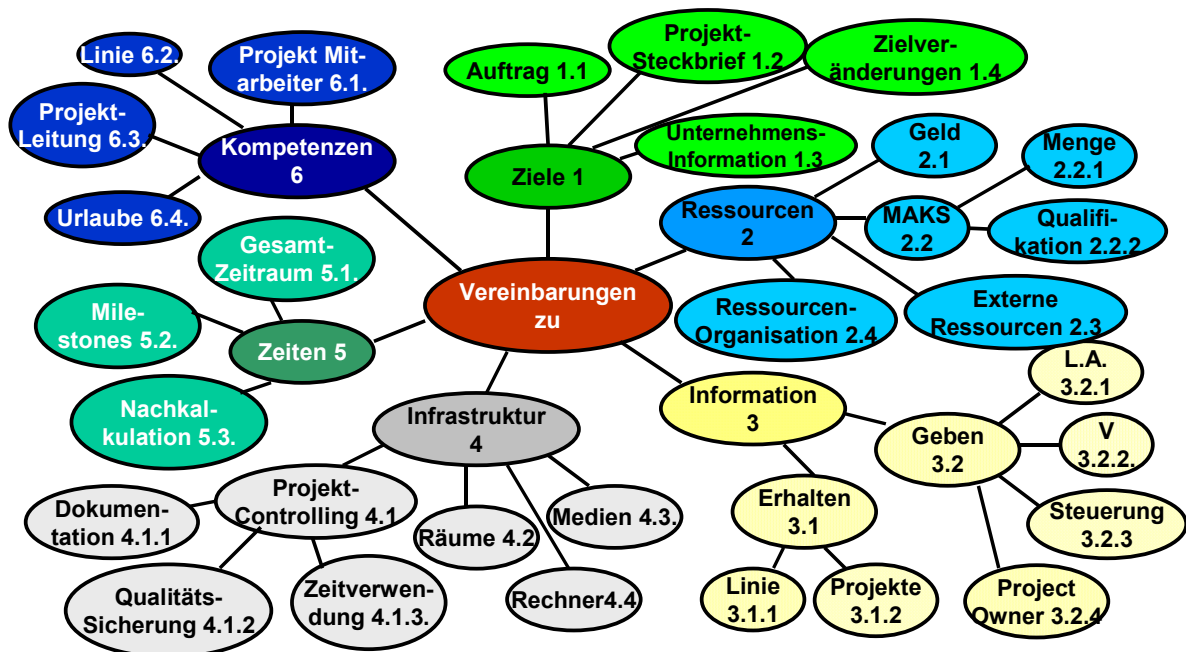 Linie 6.2.
Projekt Mit-
arbeiter 6.1.
Projekt-
Leitung 6.3.
Kompetenzen
6
Urlaube 6.4.
Auftrag 1.1
Projekt-
Steckbrief 1.2
Zielver-
änderungen 1.4
Unternehmens-
Information 1.3
Ziele 1
Geld
2.1
Menge
2.2.1
Ressourcen
2
MAKS
2.2
Qualifi-
kation 2.2.2
Ressourcen-
Organisation 2.4
Externe
Ressourcen 2.3
Gesamt-
Zeitraum 5.1.
Mile-
stones 5.2.
Zeiten 5
Nachkal-
kulation 5.3.
Vereinbarungen
zu
Infrastruktur
4
Projekt-
Controlling 4.1
Dokumen-
tation 4.1.1
Qualitäts-
Sicherung 4.1.2
Zeitverwen-
dung 4.1.3.
Räume 4.2
Medien 4.3.
Rechner4.4
Information
3
Erhalten
3.1
Linie
3.1.1
Projekte
3.1.2
Geben
3.2
L.A.
3.2.1
V
3.2.2.
Steuerung
3.2.3
Project
Owner 3.2.4